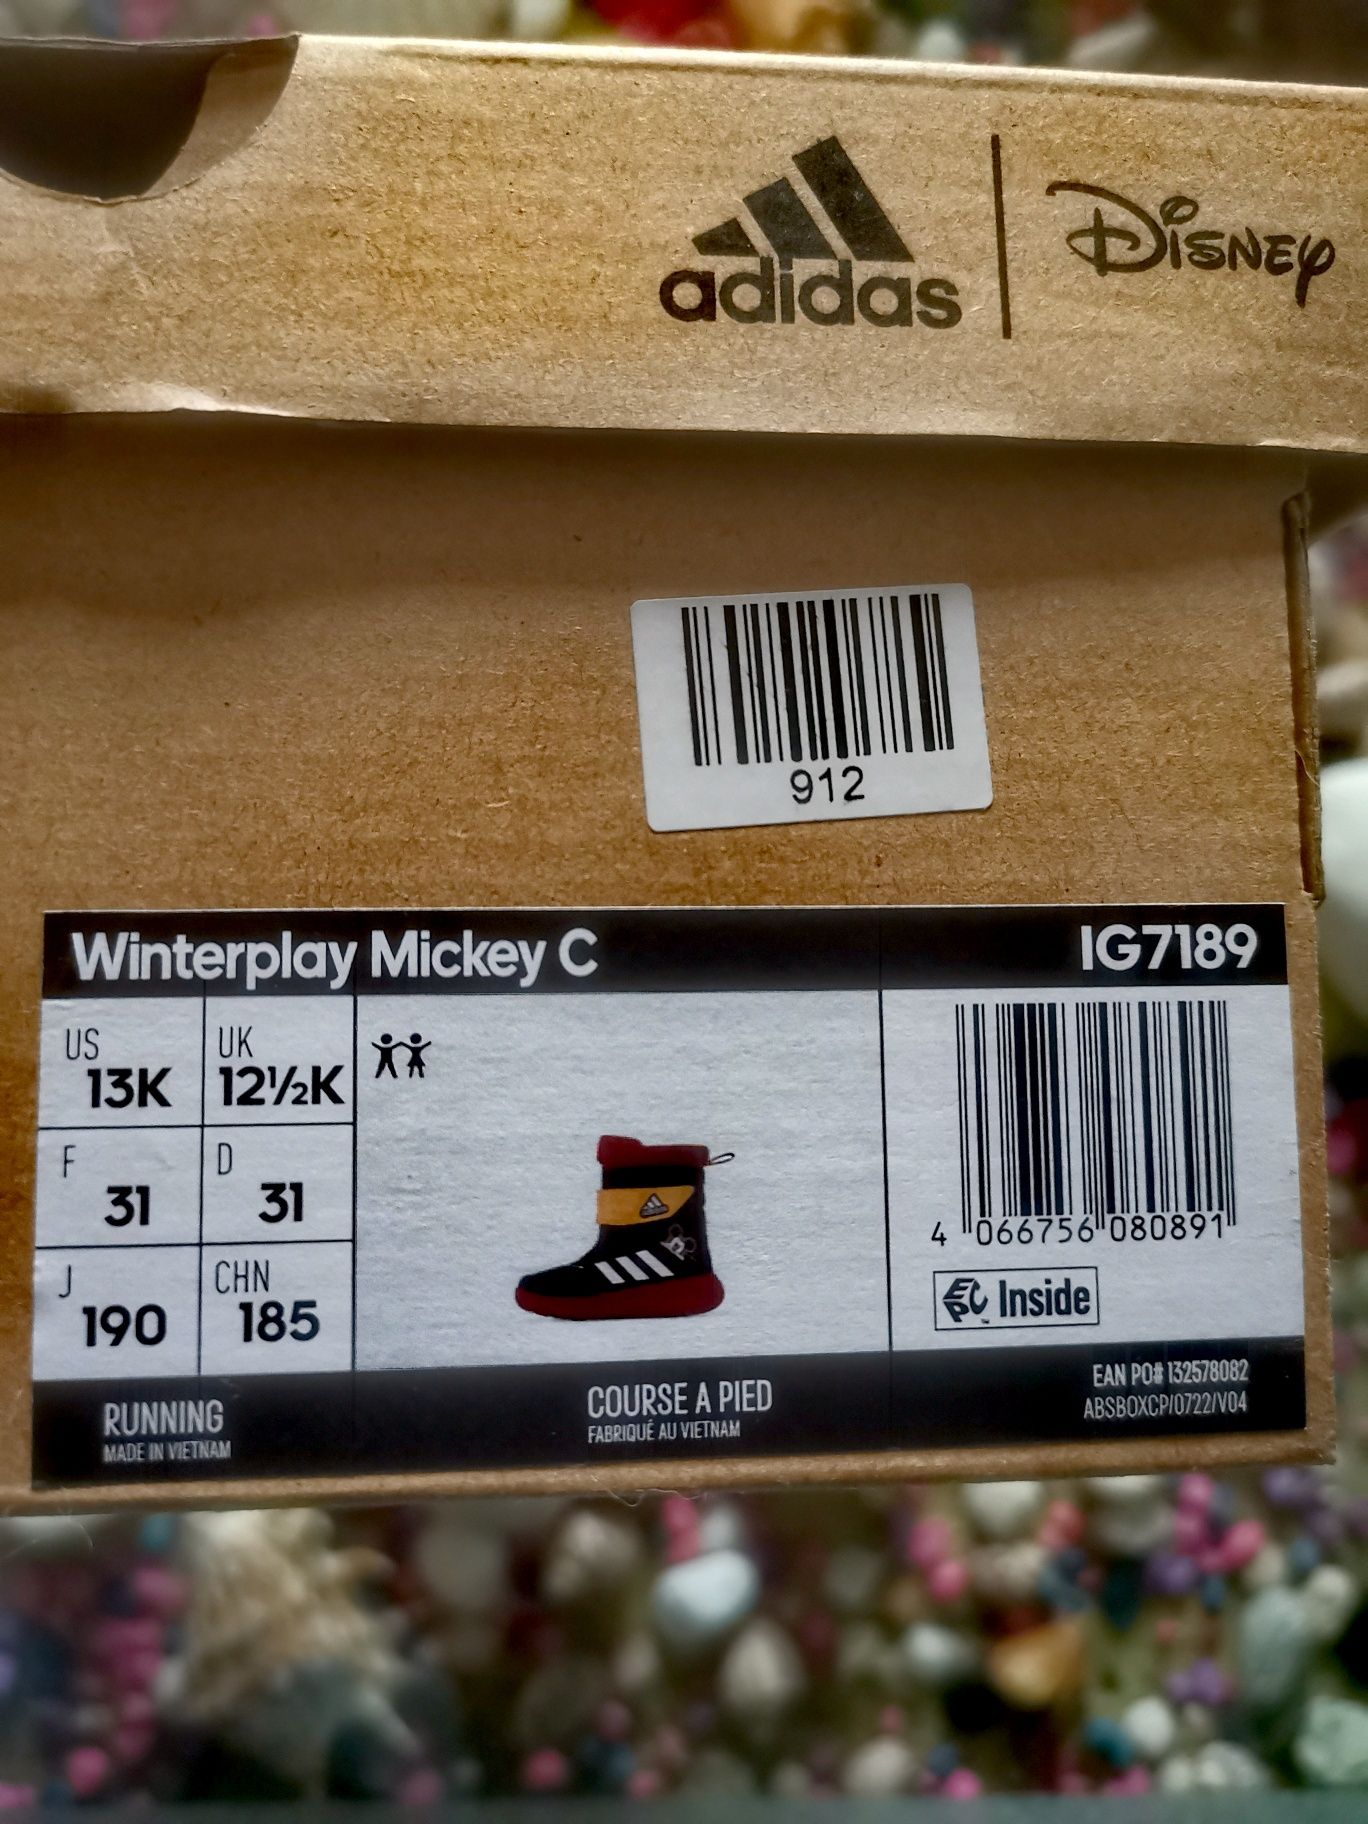 adidas | Disney
912
Winterplay Mickey C IG7189
US 13K UK 12½K
F 31 D 31
J 190 CHN 185
4 066756 080891
EPC Inside
RUNNING
MADE IN VIETNAM
COURSE A PIED
FABRIQUÉ AU VIETNAM
EAN PO# 132578082
ABSBOXCP/0722/V04